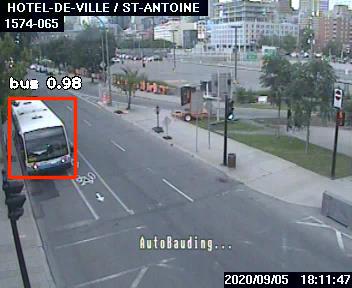 HOTEL-DE-VILLE / ST-ANTOINE
1574-065
bus 0.98
AutoBauding...
2020/09/05 18:11:47